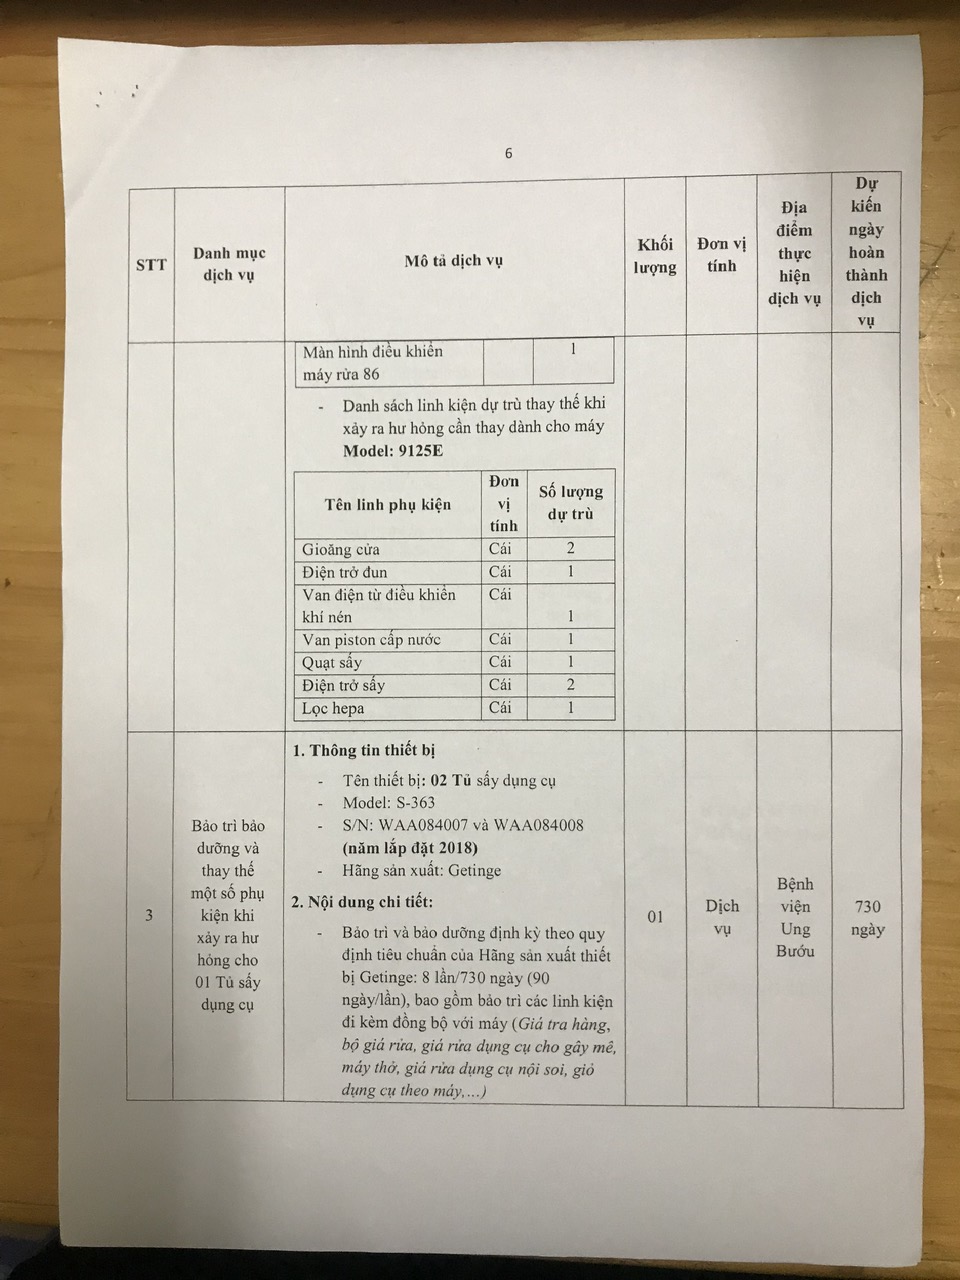 6
STT
Danh mục
dịch vụ
Mô tả dịch vụ
Khối
lượng
Đơn vị
tính
Địa
điểm
thực
hiện
dịch vụ
Dự
kiến
ngày
hoàn
thành
dịch
vụ
Màn hình điều khiển
máy rửa 86
1
- Danh sách linh kiện dự trù thay thế khi
xảy ra hư hỏng cần thay dành cho máy
Model: 9125E
Tên linh phụ kiện
Đơn
vị
tính
Số lượng
dự trù
Gioăng cửa Cái 2
Điện trở đun Cái 1
Van điện từ điều khiển Cái
khí nén 1
Van piston cấp nước Cái 1
Quạt sấy Cái 1
Điện trở sấy Cái 2
Lọc hepa Cái 1
3
Bảo trì bảo
dưỡng và
thay thế
một số phụ
kiện khi
xảy ra hư
hỏng cho
01 Tủ sấy
dụng cụ
1. Thông tin thiết bị
- Tên thiết bị: 02 Tủ sấy dụng cụ
- Model: S-363
- S/N: WAA084007 và WAA084008
(năm lắp đặt 2018)
- Hãng sản xuất: Getinge
2. Nội dung chi tiết:
- Bảo trì và bảo dưỡng định kỳ theo quy
định tiêu chuẩn của Hãng sản xuất thiết
bị Getinge: 8 lần/730 ngày (90
ngày/lần), bao gồm bảo trì các linh kiện
đi kèm đồng bộ với máy (Giá tra hàng,
bộ giá rửa, giá rửa dụng cụ cho gây mê,
máy thở, giá rửa dụng cụ nội soi, giỏ
dụng cụ theo máy,...)
01
Dịch
vụ
Bệnh
viện
Ung
Bướu
730
ngày